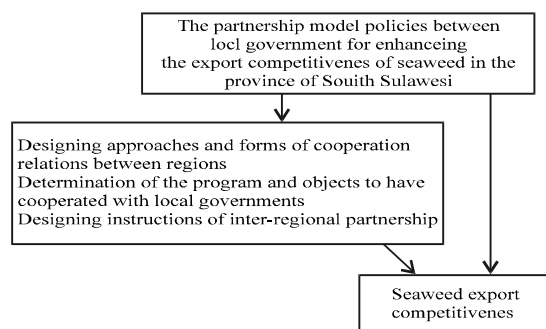 The partnership model policies between
locl government for enhanceing
the export competitivenes of seaweed in the
province of Souith Sulawesi
Designing approaches and forms of cooperation
relations between regions
Determination of the program and objects to have
cooperated with local governments
Designing instructions of inter-regional partnership
Seaweed export
competitivenes